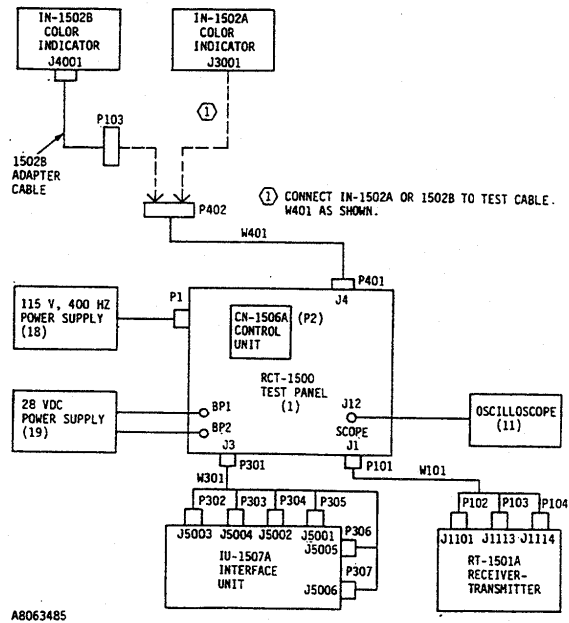 IN-1502B
COLOR
INDICATOR
J4001
IN-1502A
COLOR
INDICATOR
J3001
1
P103
1502B
ADAPTER
CABLE
P402
1 CONNECT IN-1502A OR 1502B TO TEST CABLE.
W401 AS SHOWN.
W401
P401
J4
P1
115 V, 400 HZ
POWER SUPPLY
(18)
CN-1506A (P2)
CONTROL
UNIT
RCT-1500
TEST PANEL
(1)
28 VDC
POWER SUPPLY
(19)
BP1
BP2
J12
SCOPE
OSCILLOSCOPE
(11)
J3
J1
P301
P101
W301
W101
P302 P303 P304 P305
P102 P103 P104
J5003 J5004 J5002 J5001
P306
J5005
J1101 J1113 J1114
IU-1507A
INTERFACE
UNIT
P307
J5006
RT-1501A
RECEIVER-
TRANSMITTER
A8063485